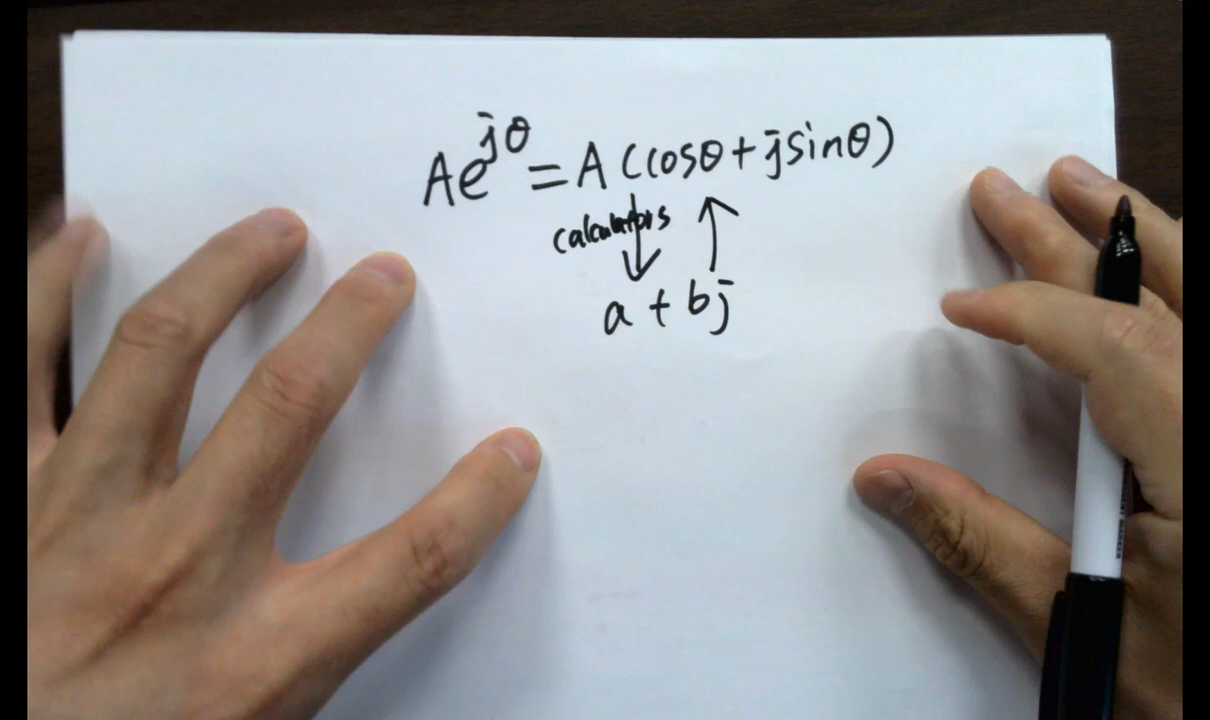 Ae^jθ = A (cosθ + jsinθ)
calculators
a + bj